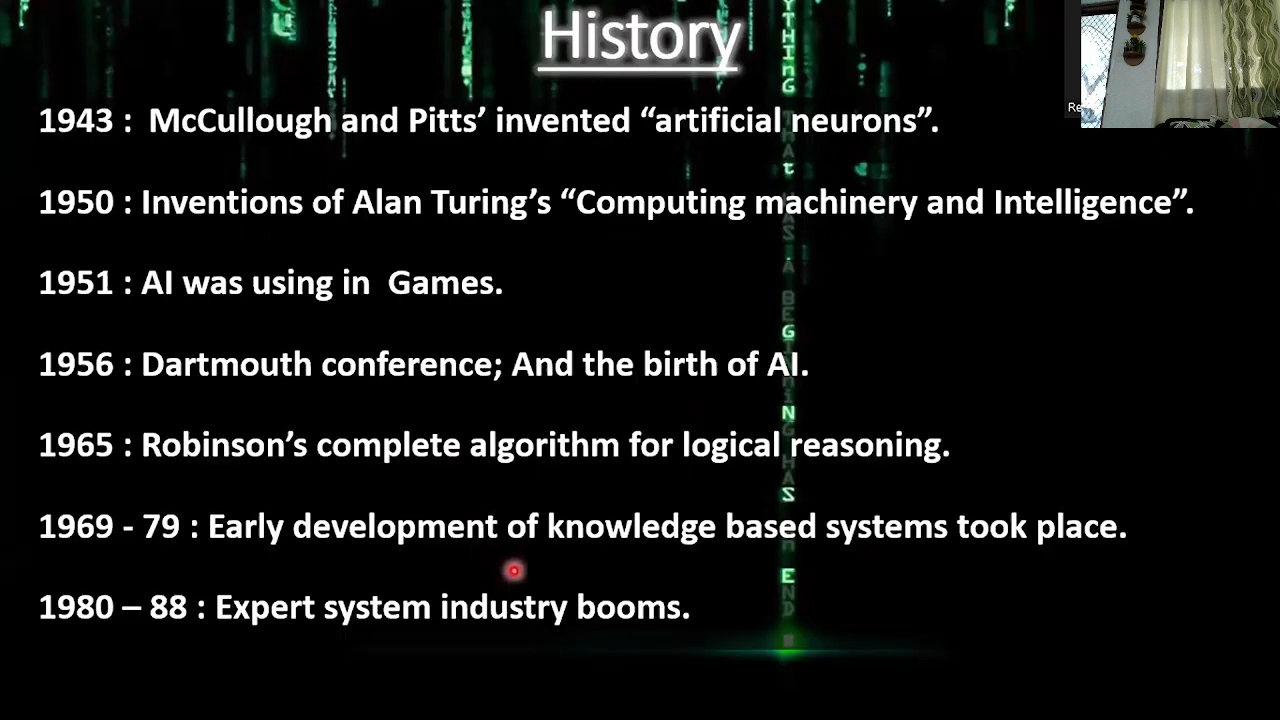 History
1943 : McCullough and Pitts’ invented “artificial neurons”.
1950 : Inventions of Alan Turing’s “Computing machinery and Intelligence”.
1951 : AI was using in Games.
1956 : Dartmouth conference; And the birth of AI.
1965 : Robinson’s complete algorithm for logical reasoning.
1969 - 79 : Early development of knowledge based systems took place.
1980 – 88 : Expert system industry booms.